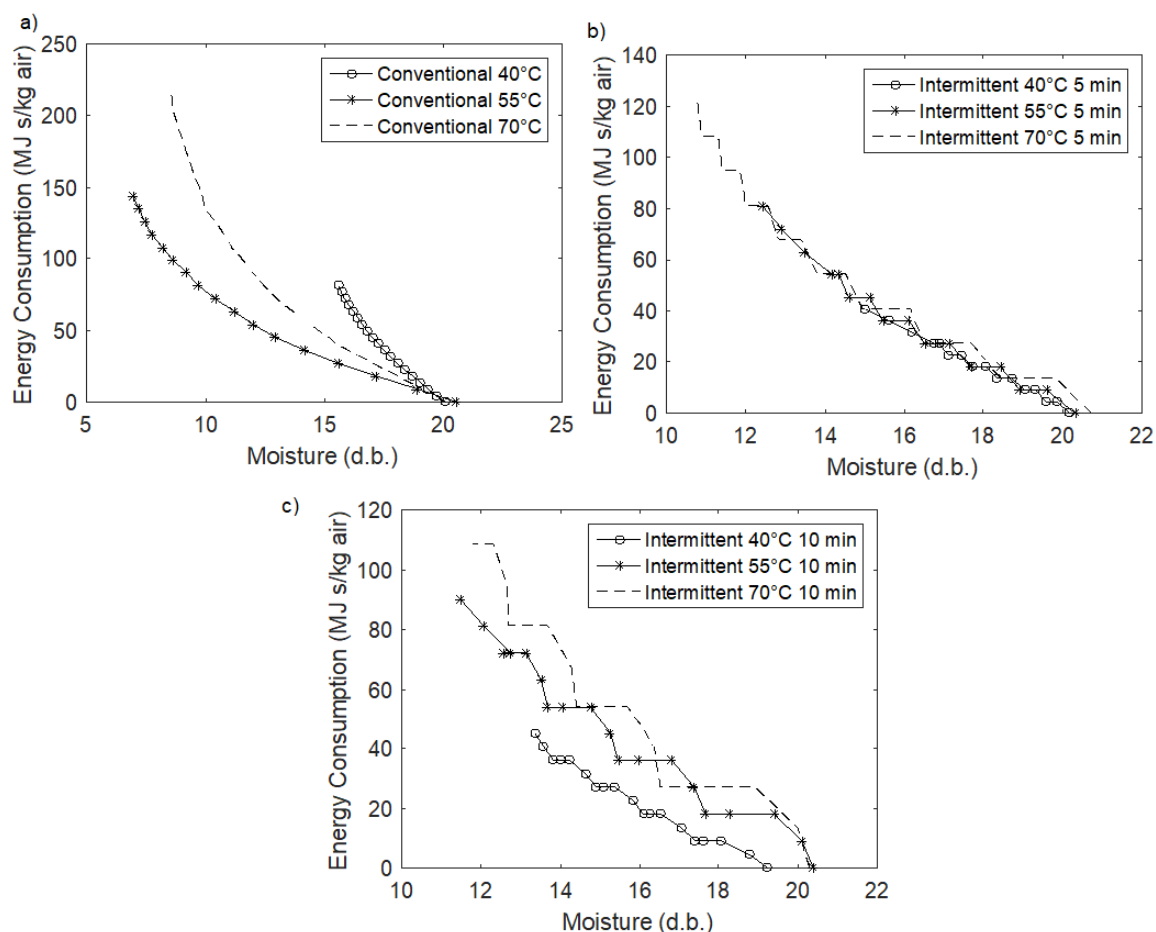 a)
Energy Consumption (MJ s/kg air)
250
200
150
100
50
0
Conventional 40°C
Conventional 55°C
Conventional 70°C
5
10
15
20
25
Moisture (d.b.)
b)
Energy Consumption (MJ s/kg air)
140
120
100
80
60
40
20
0
Intermittent 40°C 5 min
Intermittent 55°C 5 min
Intermittent 70°C 5 min
10
12
14
16
18
20
22
Moisture (d.b.)
c)
Energy Consumption (MJ s/kg air)
120
100
80
60
40
20
0
Intermittent 40°C 10 min
Intermittent 55°C 10 min
Intermittent 70°C 10 min
10
12
14
16
18
20
22
Moisture (d.b.)